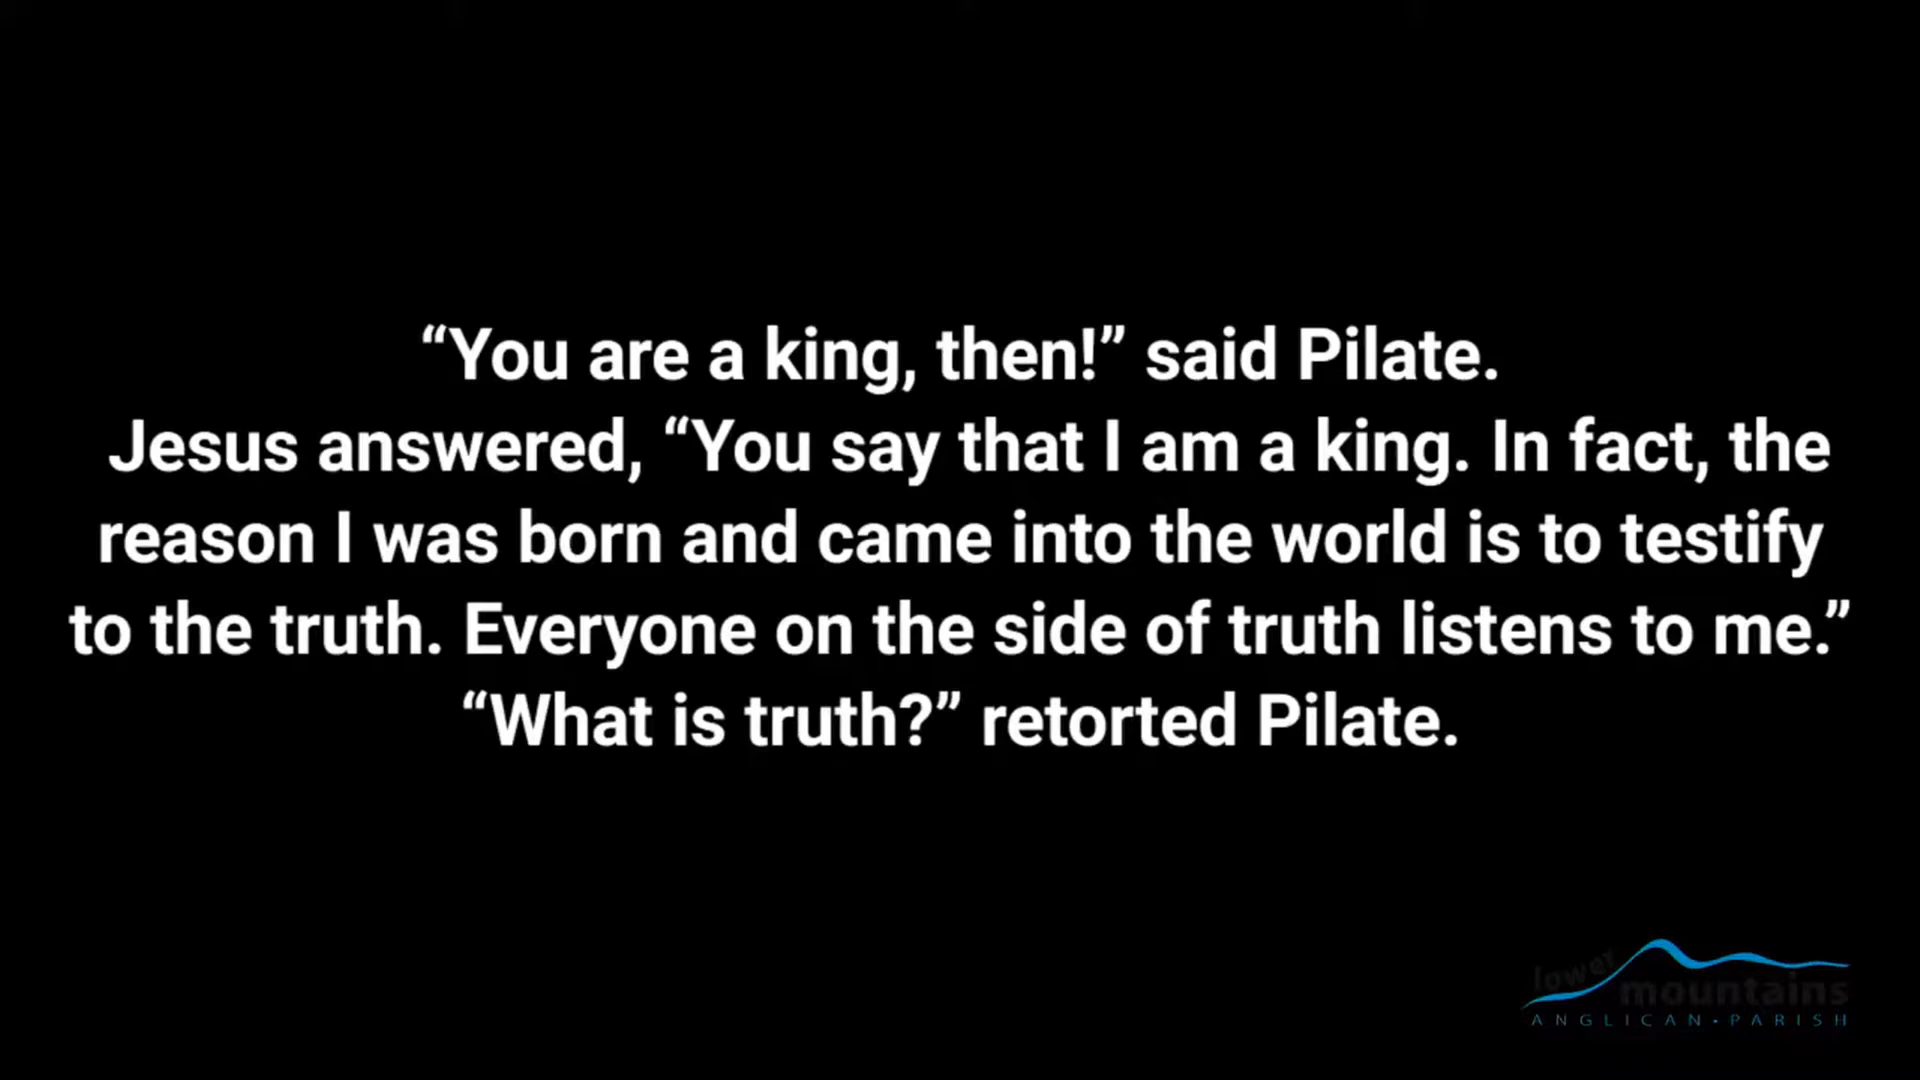 “You are a king, then!” said Pilate.
Jesus answered, “You say that I am a king. In fact, the
reason I was born and came into the world is to testify
to the truth. Everyone on the side of truth listens to me.”
“What is truth?” retorted Pilate.
lower
mountains
ANGLICAN·PARISH